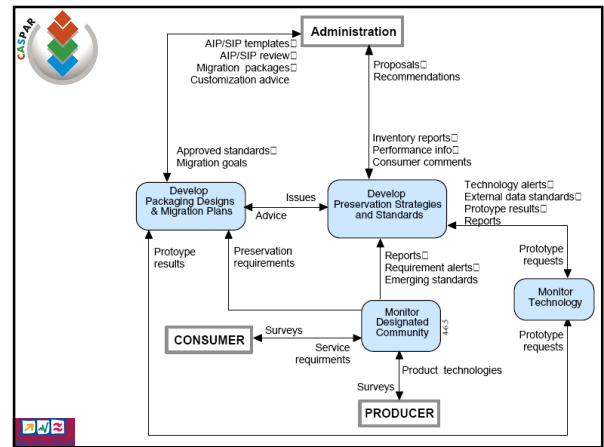 CASPAR
Administration
AIP/SIP templates□
AIP/SIP review□
Migration packages□
Customization advice
Proposals□
Recommendations
Approved standards□
Migration goals
Inventory reports□
Performance info□
Consumer comments
Develop
Packaging Designs
& Migration Plans
Issues
Advice
Develop
Preservation Strategies
and Standards
Technology alerts□
External data standards□
Protoype results□
Reports
Protoype
results
Preservation
requirements
Reports□
Requirement alerts□
Emerging standards
Prototype
requests
Monitor
Technology
Prototype
requests
Monitor
Designated
Community
4-6.5
CONSUMER
Surveys
Service
requirments
Product technologies
Surveys
PRODUCER